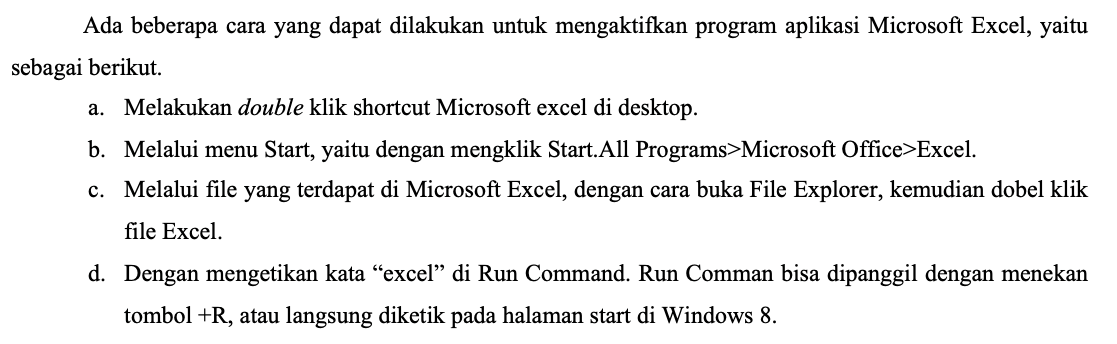 Ada beberapa cara yang dapat dilakukan untuk mengaktifkan program aplikasi Microsoft Excel, yaitu
sebagai berikut.
a. Melakukan double klik shortcut Microsoft excel di desktop.
b. Melalui menu Start, yaitu dengan mengklik Start.All Programs>Microsoft Office>Excel.
c. Melalui file yang terdapat di Microsoft Excel, dengan cara buka File Explorer, kemudian dobel klik
file Excel.
d. Dengan mengetikan kata “excel” di Run Command. Run Comman bisa dipanggil dengan menekan
tombol +R, atau langsung diketik pada halaman start di Windows 8.